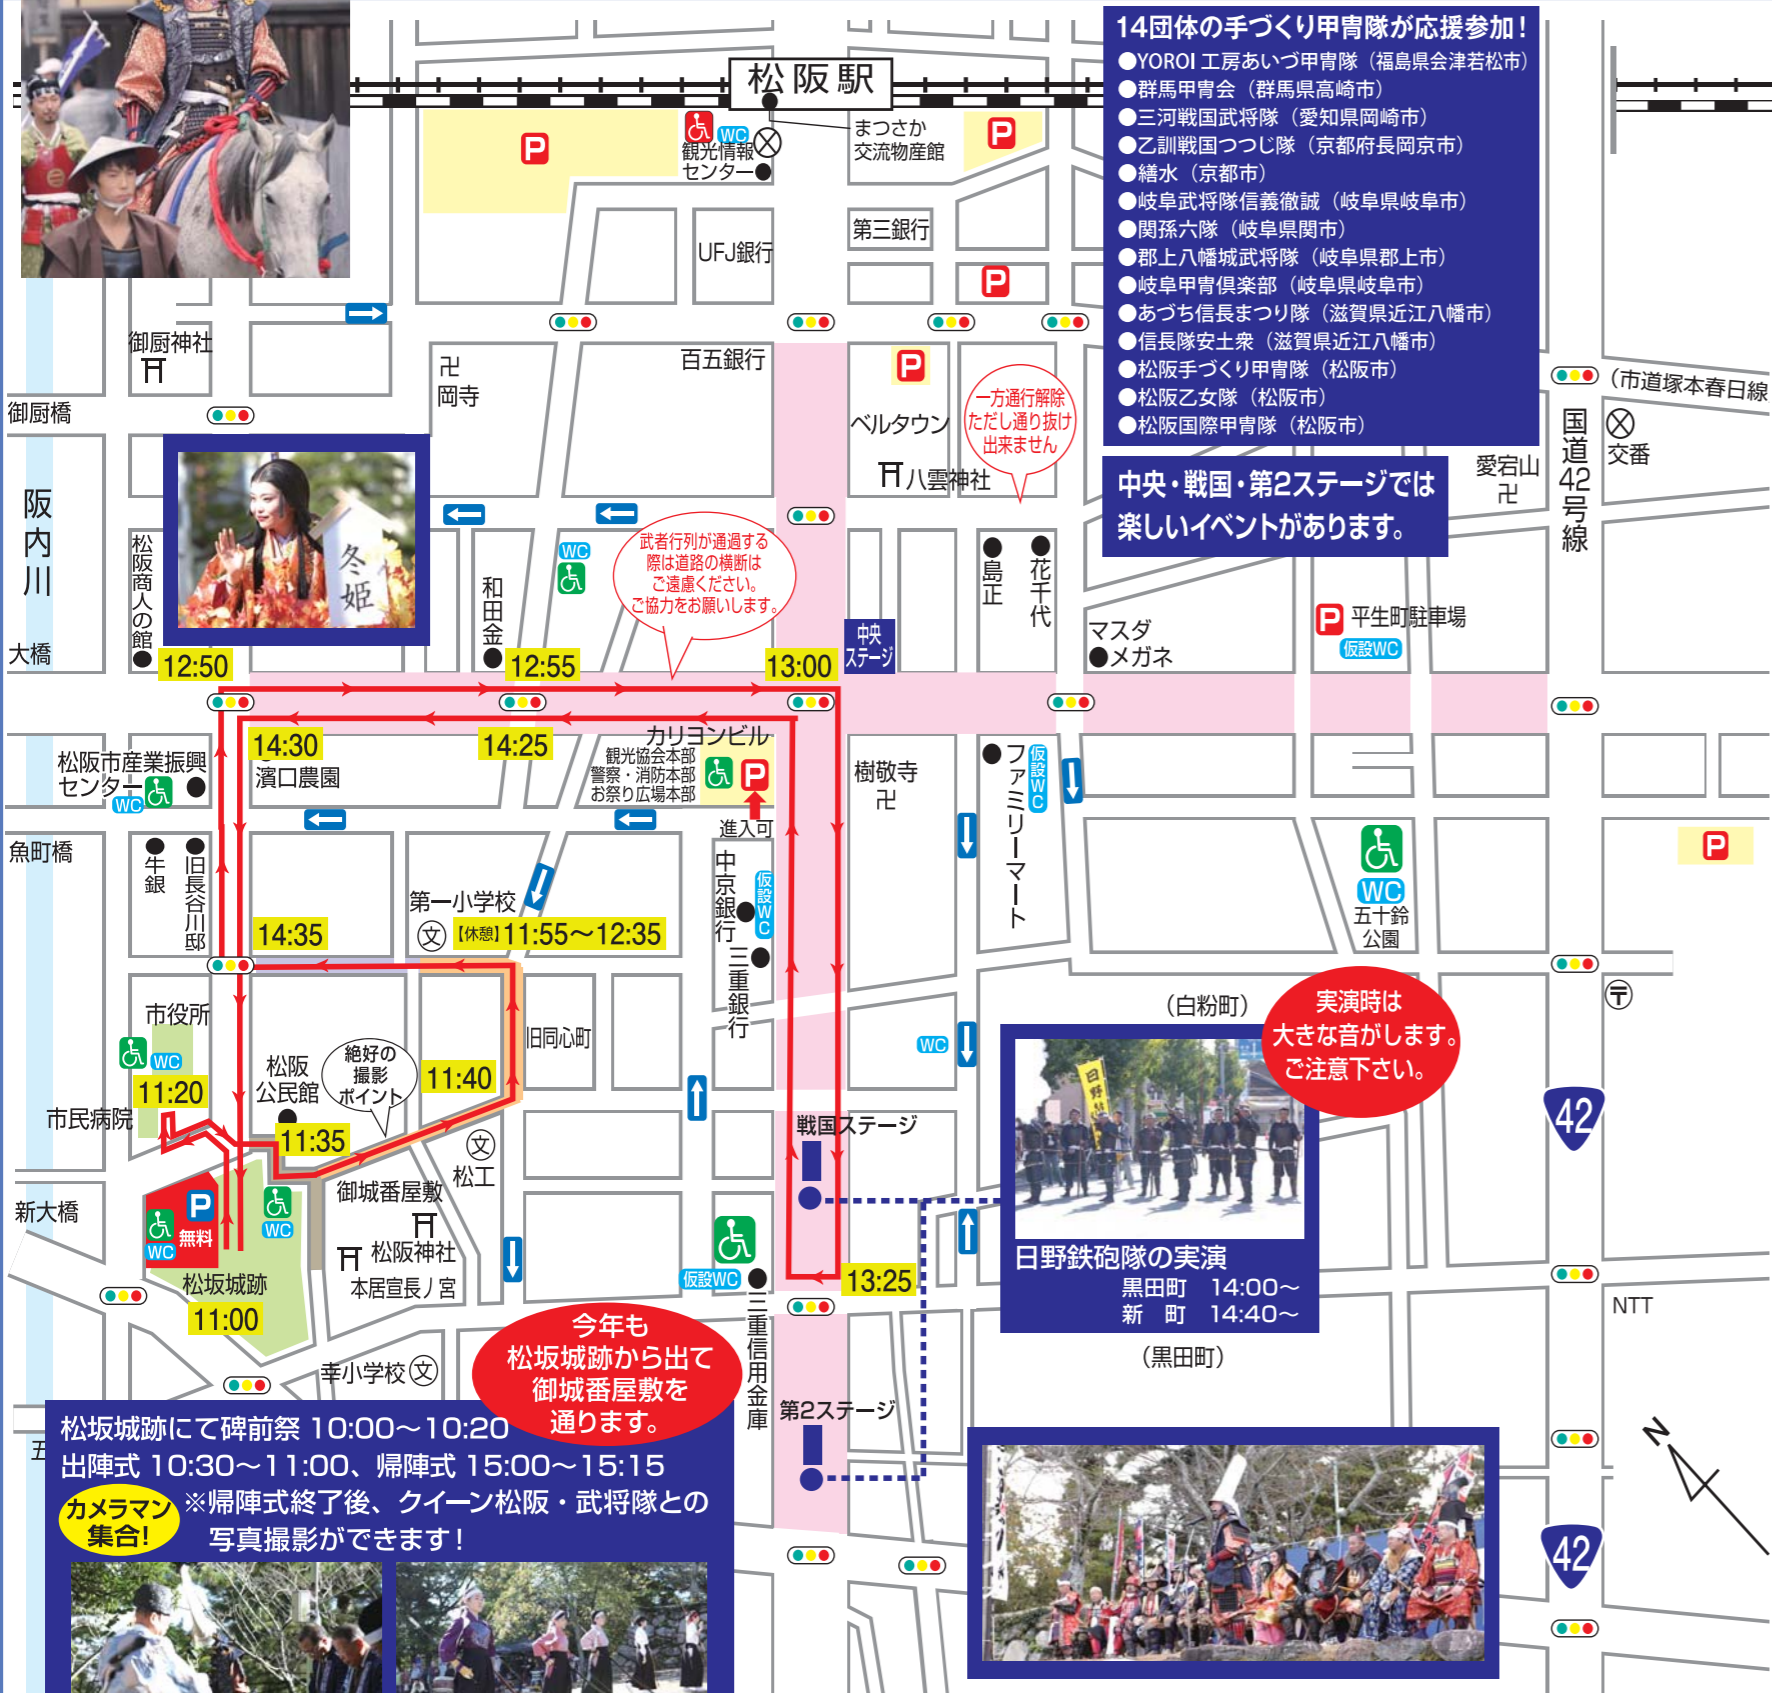 14団体の手づくり甲冑隊が応援参加！
●YOROI 工房あいづ甲冑隊（福島県会津若松市）
●群馬甲冑会（群馬県高崎市）
●三河戦国武将隊（愛知県岡崎市）
●乙訓戦国つつじ隊（京都府長岡京市）
●繕水（京都市）
●岐阜武将隊信義徹誠（岐阜県岐阜市）
●関孫六隊（岐阜県関市）
●郡上八幡城武将隊（岐阜県郡上市）
●岐阜甲冑倶楽部（岐阜県岐阜市）
●あづち信長まつり隊（滋賀県近江八幡市）
●信長隊安土衆（滋賀県近江八幡市）
●松阪手づくり甲冑隊（松阪市）
●松阪乙女隊（松阪市）
●松阪国際甲冑隊（松阪市）
中央・戦国・第2ステージでは
楽しいイベントがあります。
松阪駅
まつさか
交流物産館
P
WC
観光情報
センター
P
UFJ銀行
第三銀行
P
御厨神社
卍
岡寺
百五銀行
P
ベルタウン
八雲神社
一方通行解除
ただし通り抜け
出来ません
（市道塚本春日線
国道42号線
交番
愛宕山
卍
御厨橋
阪内川
冬姫
松阪商人の館
和田金
WC
武者行列が通過する
際は道路の横断は
ご遠慮ください。
ご協力をお願いします。
島正
花千代
中央
ステージ
マスダ
メガネ
P
平生町駐車場
仮設WC
大橋
12:50
12:55
13:00
14:30
14:25
濱口農園
カリヨンビル
観光協会本部
警察・消防本部
お祭り広場本部
P
進入可
樹敬寺
卍
ファミリーマート
仮設WC
松阪市産業振興
センター
WC
魚町橋
牛銀
旧長谷川邸
第一小学校
文
【休憩】11:55～12:35
14:35
中京銀行
仮設WC
三重銀行
P
WC
五十鈴
公園
〒
市役所
WC
11:20
松阪
公民館
絶好の
撮影
ポイント
11:40
旧同心町
WC
（白粉町）
実演時は
大きな音がします。
ご注意下さい。
日野
市民病院
11:35
文
松工
戦国ステージ
42
新大橋
P
無料
WC
WC
御城番屋敷
松阪神社
本居宣長ノ宮
松坂城跡
11:00
仮設WC
三重信用金庫
13:25
日野鉄砲隊の実演
黒田町　14:00～
新　町　14:40～
（黒田町）
NTT
幸小学校
文
今年も
松坂城跡から出て
御城番屋敷を
通ります。
第2ステージ
五
松坂城跡にて碑前祭 10:00～10:20
出陣式 10:30～11:00、帰陣式 15:00～15:15
カメラマン
集合！
※帰陣式終了後、クイーン松阪・武将隊との
写真撮影ができます！
N
42